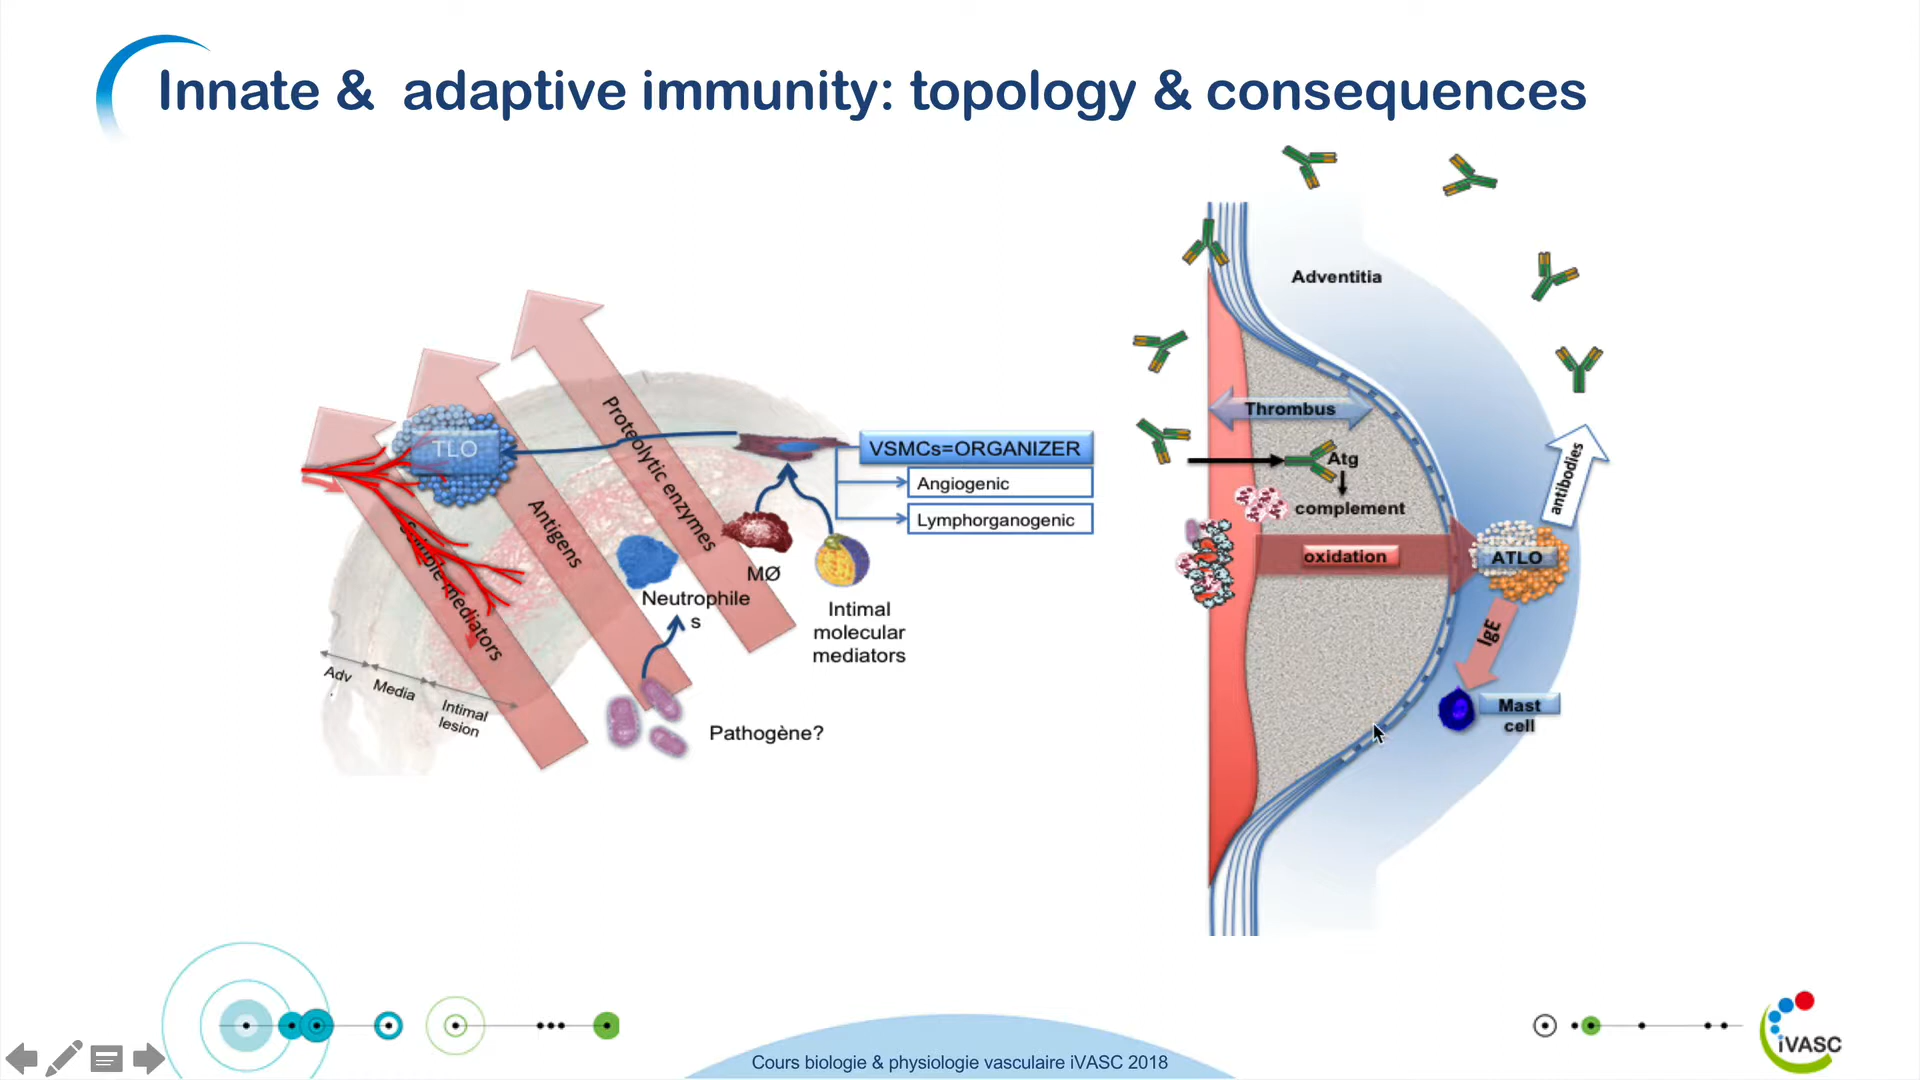 Innate & adaptive immunity: topology & consequences
Adventitia
Thrombus
Atg
complement
oxidation
ATLO
antibodies
IgE
Mast
cell
TLO
Proteolytic enzymes
Antigens
Soluble mediators
VSMCs=ORGANIZER
Angiogenic
Lymphorganogenic
MØ
Neutrophile
s
Intimal
molecular
mediators
Adv
Media
Intimal
lesion
Pathogène?
Cours biologie & physiologie vasculaire iVASC 2018
iVASC